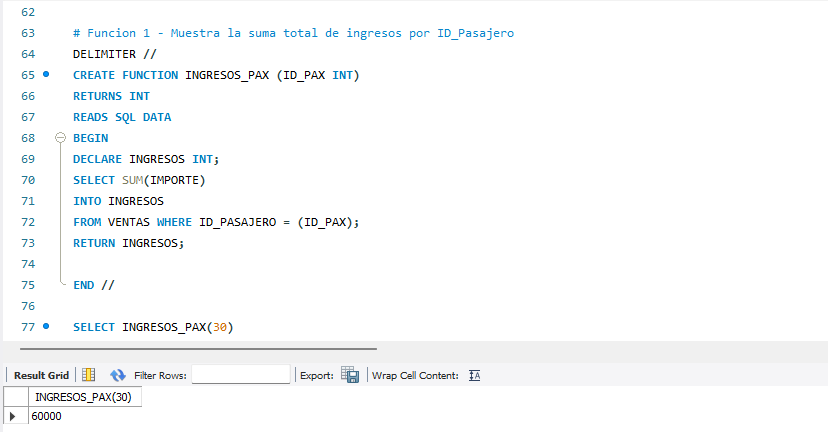 62
63 # Funcion 1 - Muestra la suma total de ingresos por ID_Pasajero
64 DELIMITER //
65 CREATE FUNCTION INGRESOS_PAX (ID_PAX INT)
66 RETURNS INT
67 READS SQL DATA
68 BEGIN
69 DECLARE INGRESOS INT;
70 SELECT SUM(IMPORTE)
71 INTO INGRESOS
72 FROM VENTAS WHERE ID_PASAJERO = (ID_PAX);
73 RETURN INGRESOS;
74
75 END //
76
77 SELECT INGRESOS_PAX(30)
Result Grid Filter Rows: Export: Wrap Cell Content:
INGRESOS_PAX(30)
60000